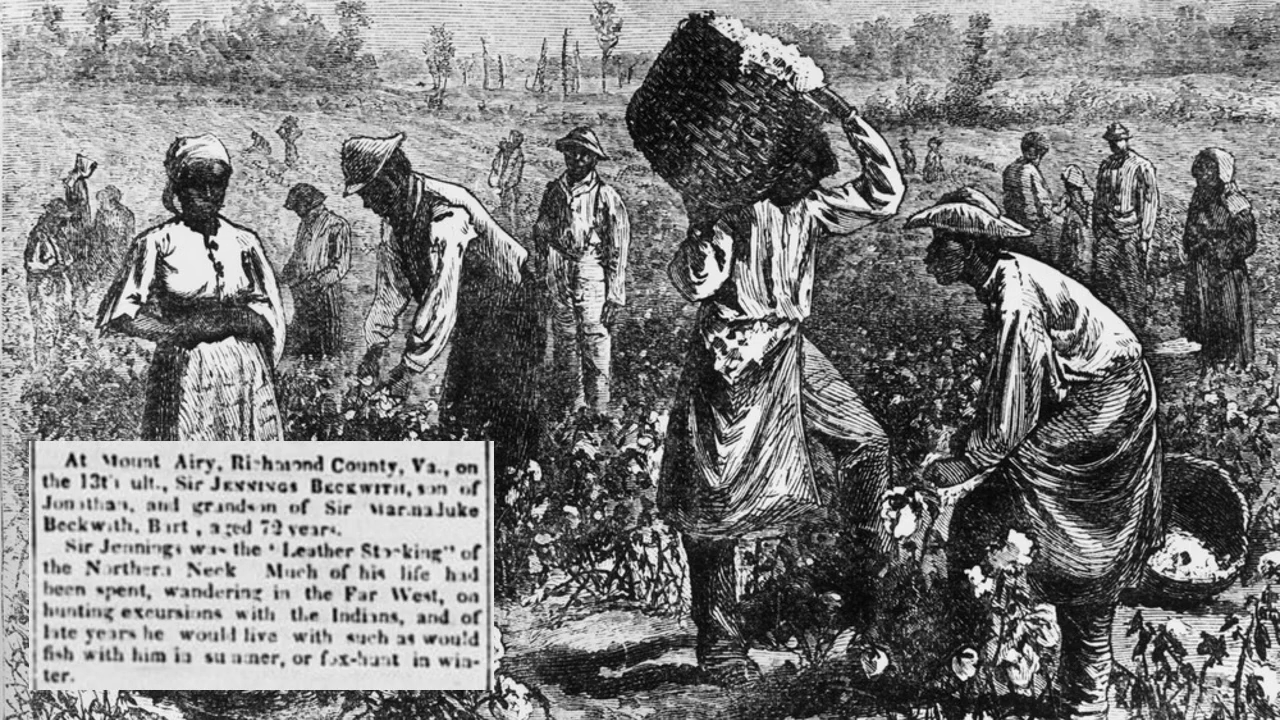 At Mount Airy, Richmond County, Va., on
the 13th ult., Sir JENNINGS BECKWITH, son of
Jonathan, and grandson of Sir Marmaduke
Beckwith, Bart , aged 72 years.
Sir Jennings was the "Leather Stocking" of
the Northern Neck Much of his life had
been spent, wandering in the Far West, on
hunting excursions with the Indians, and of
late years he would live with such as would
fish with him in summer, or fox-hunt in win-
ter.